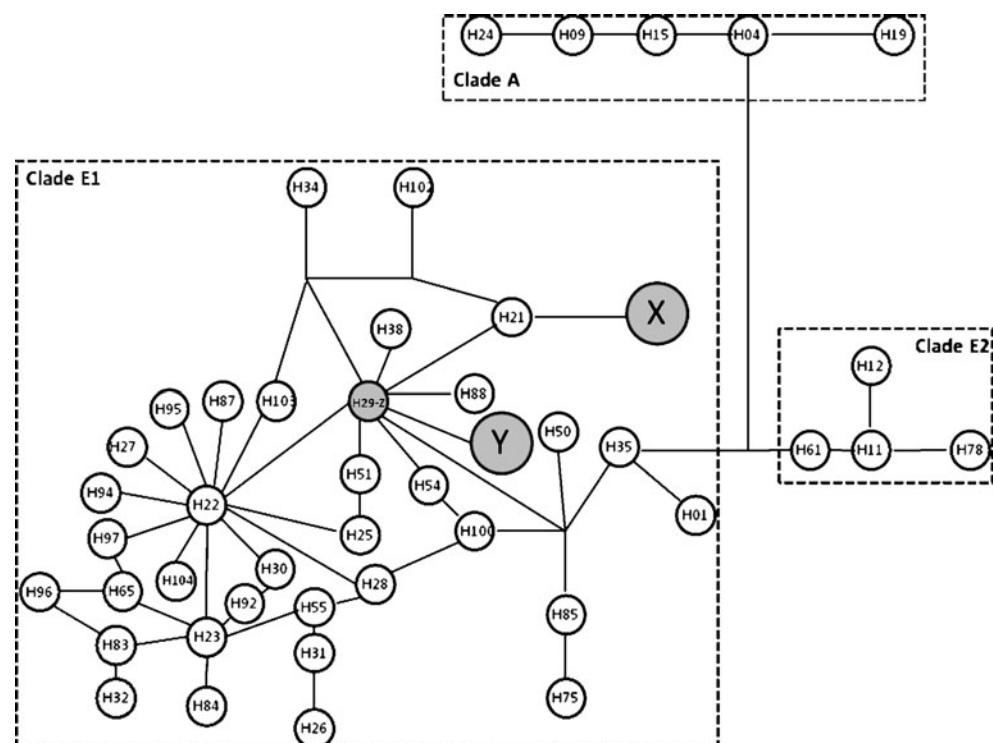 H24 H09 H15 H04 H19
Clade A
Clade E1
H34 H102
H21 X
H38
Clade E2
H12
H29-Z H88
H103
H87
H95
Y H50
H35 H61 H11 H78
H27
H51
H54
H94
H22
H01
H25 H100
H97
H104 H30 H28
H96 H65
H92 H55
H85
H23
H83 H31
H32 H84 H75
H26